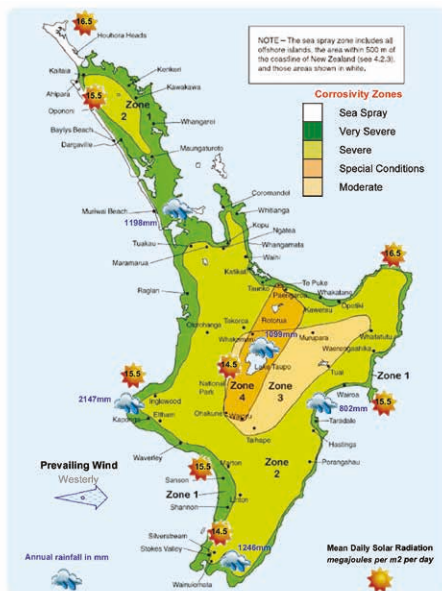 16.5
Houhora Heads
NOTE – The sea spray zone includes all
offshore islands, the area within 500 m of
the coastline of New Zealand (see 4.2.3),
and those areas shown in white.
Kaitaia
Kerikeri
Ahipara
15.5
Kawakawa
Opononi
Zone
2
1
Whangarei
Baylys Beach
Dargaville
Maungaturoto
Corrosivity Zones
Sea Spray
Very Severe
Severe
Special Conditions
Moderate
Coromandel
Muriwai Beach
Whitianga
1198mm
Kopu
Ngatea
Tuakau
Whangamata
Maramarua
Waihi
Katikati
16.5
Te Puke
Raglan
Tauranga
Whakatane
Paengaroa
Opotiki
Kawerau
Rotorua
Otorohanga
Tokoroa
1099mm
Murupara
Whatatutu
Whakamaru
Waerengaahika
14.5
Lake Taupo
Tuai
Zone 1
15.5
National
Park
Zone
4
Zone
3
Wairoa
2147mm
Inglewood
802mm
15.5
Kaponga
Eltham
Ohakune
Waiouru
Taradale
Hastings
Waverley
Taihape
Prevailing Wind
Westerly
15.5
Marton
Zone
2
Porangahau
Sanson
Zone 1
Shannon
Linton
14.5
Silverstream
Stokes Valley
1246mm
Annual rainfall in mm
Wainuiomata
Mean Daily Solar Radiation
megajoules per m2 per day